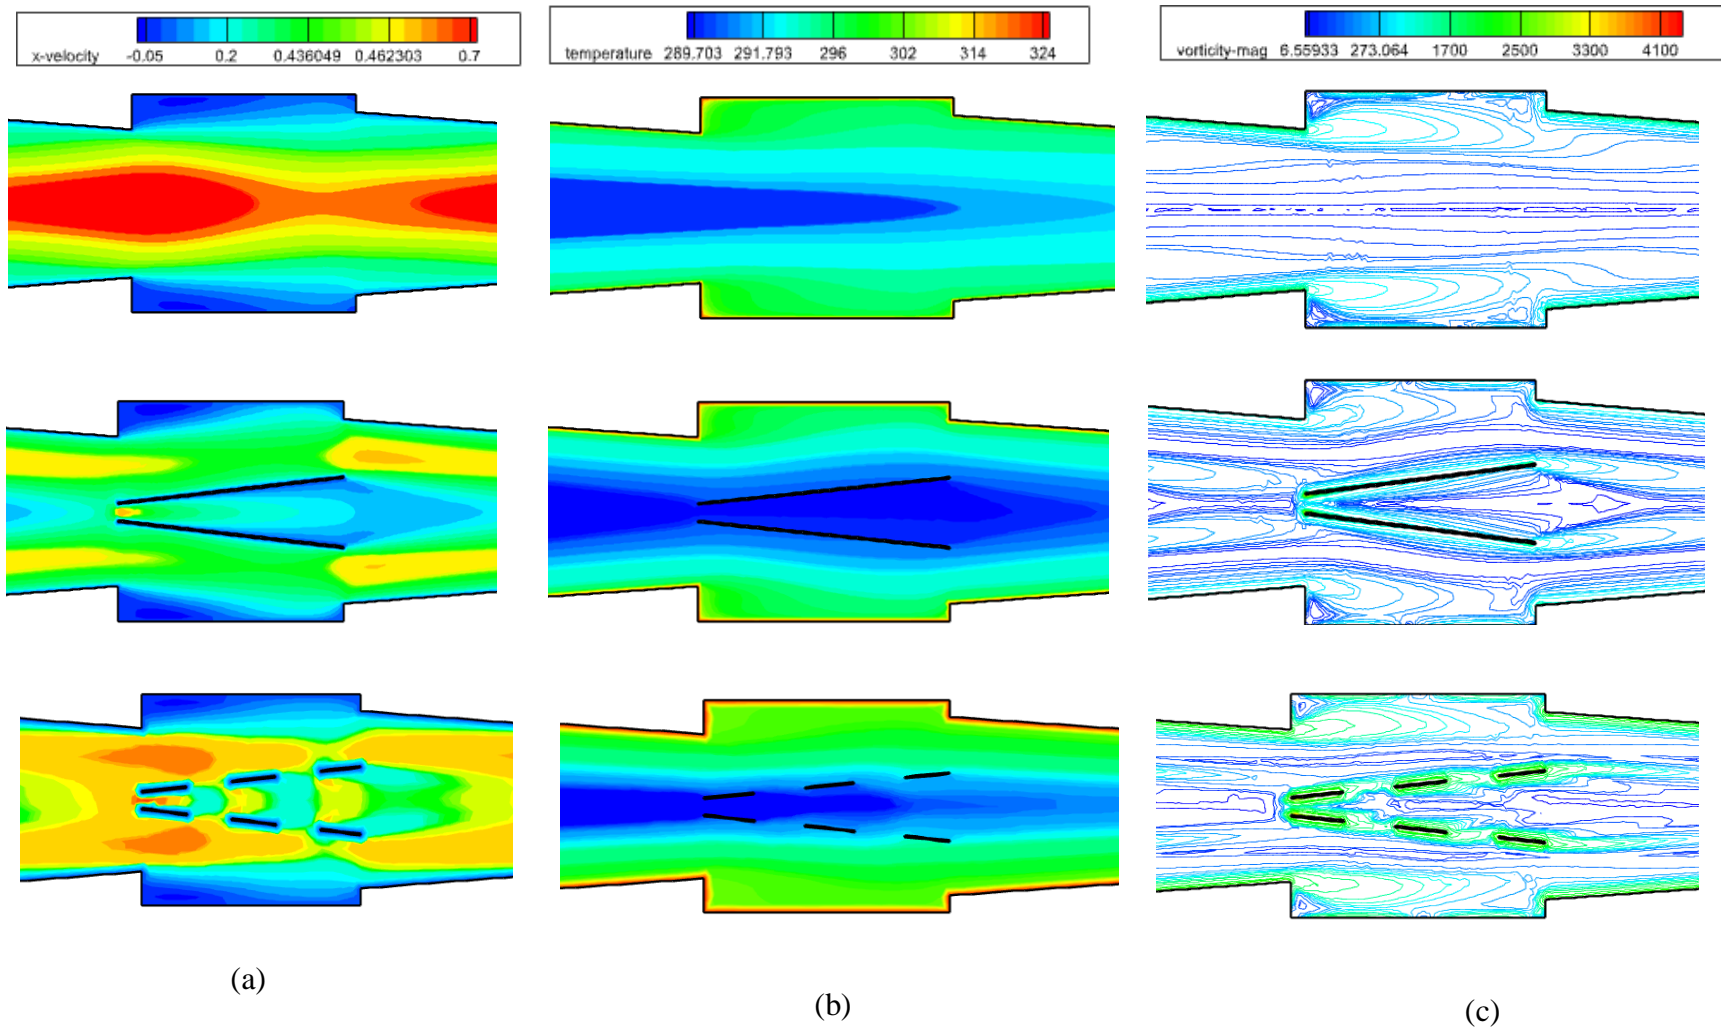 x-velocity -0.05 0.2 0.436049 0.462303 0.7
temperature 289.703 291.793 296 302 314 324
vorticity-mag 6.55933 273.064 1700 2500 3300 4100
(a)
(b)
(c)